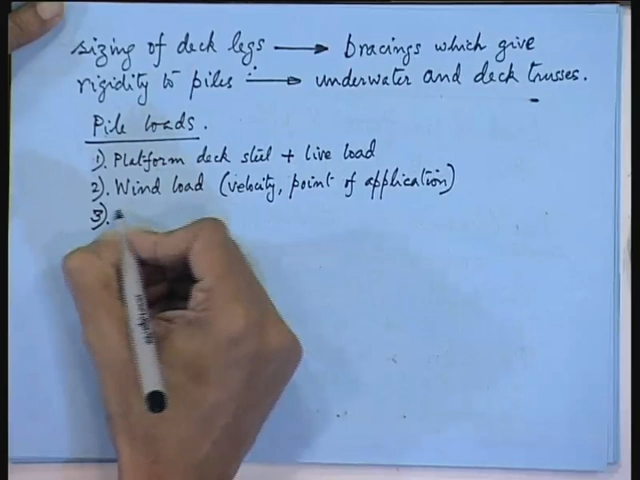 sizing of deck legs → bracings which give
rigidity to piles → underwater and deck trusses.
Pile loads.
1). Platform deck steel + live load
2). Wind load (velocity, point of application)
3).